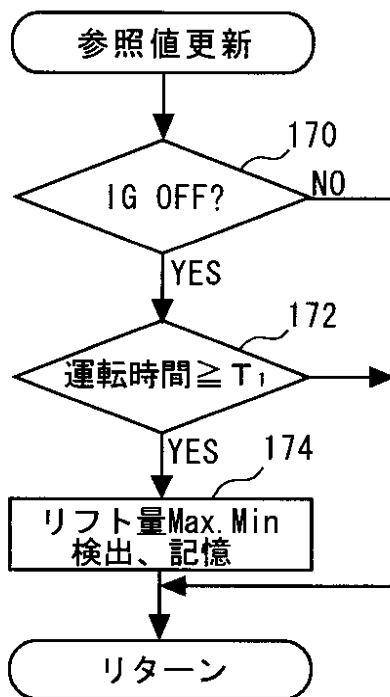 参照値更新
170
IG OFF?
NO
YES
172
運転時間≧T₁
YES
174
リフト量Max.Min
検出、記憶
リターン